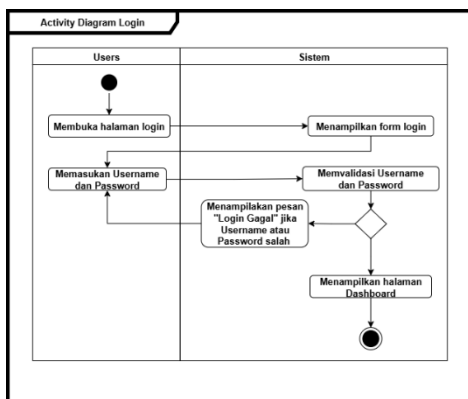 Activity Diagram Login
Users
Sistem
Membuka halaman login
Menampilkan form login
Memasukan Username
dan Password
Memvalidasi Username
dan Password
Menampilakan pesan
"Login Gagal" jika
Username atau
Password salah
Menampilkan halaman
Dashboard